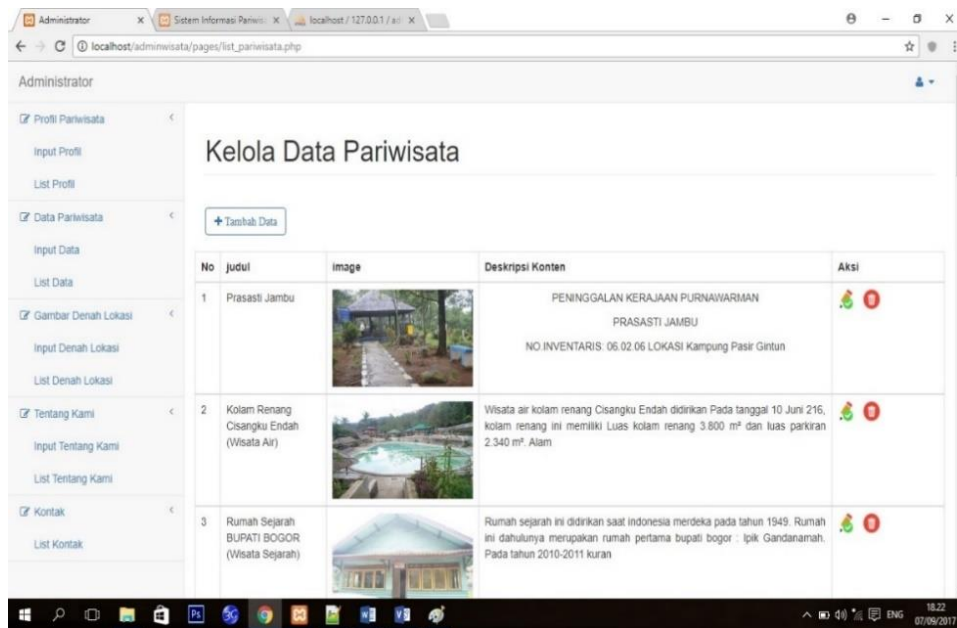 Administrator
Sistem Informasi Pariwis
localhost / 127.0.0.1 / ad
localhost/adminwisata/pages/list_pariwisata.php
Administrator
Profil Pariwisata
Input Profil
List Profil
Data Pariwisata
Input Data
List Data
Gambar Denah Lokasi
Input Denah Lokasi
List Denah Lokasi
Tentang Kami
Input Tentang Kami
List Tentang Kami
Kontak
List Kontak
Kelola Data Pariwisata
+ Tambah Data
No judul image Deskripsi Konten Aksi
1 Prasasti Jambu
PENINGGALAN KERAJAAN PURNAWARMAN
PRASASTI JAMBU
NO.INVENTARIS: 06.02.06 LOKASI Kampung Pasir Gintun
2 Kolam Renang
Cisangku Endah
(Wisata Air)
Wisata air kolam renang Cisangku Endah didirikan Pada tanggal 10 Juni 216,
kolam renang ini memiliki Luas kolam renang 3.800 m² dan luas parkiran
2.340 m². Alam
3 Rumah Sejarah
BUPATI BOGOR
(Wisata Sejarah)
Rumah sejarah ini didirikan saat indonesia merdeka pada tahun 1949. Rumah
ini dahulunya merupakan rumah pertama bupati bogor : Ipik Gandanamah.
Pada tahun 2010-2011 kuran
Ps
3G
ENG
18.22
07/09/2017